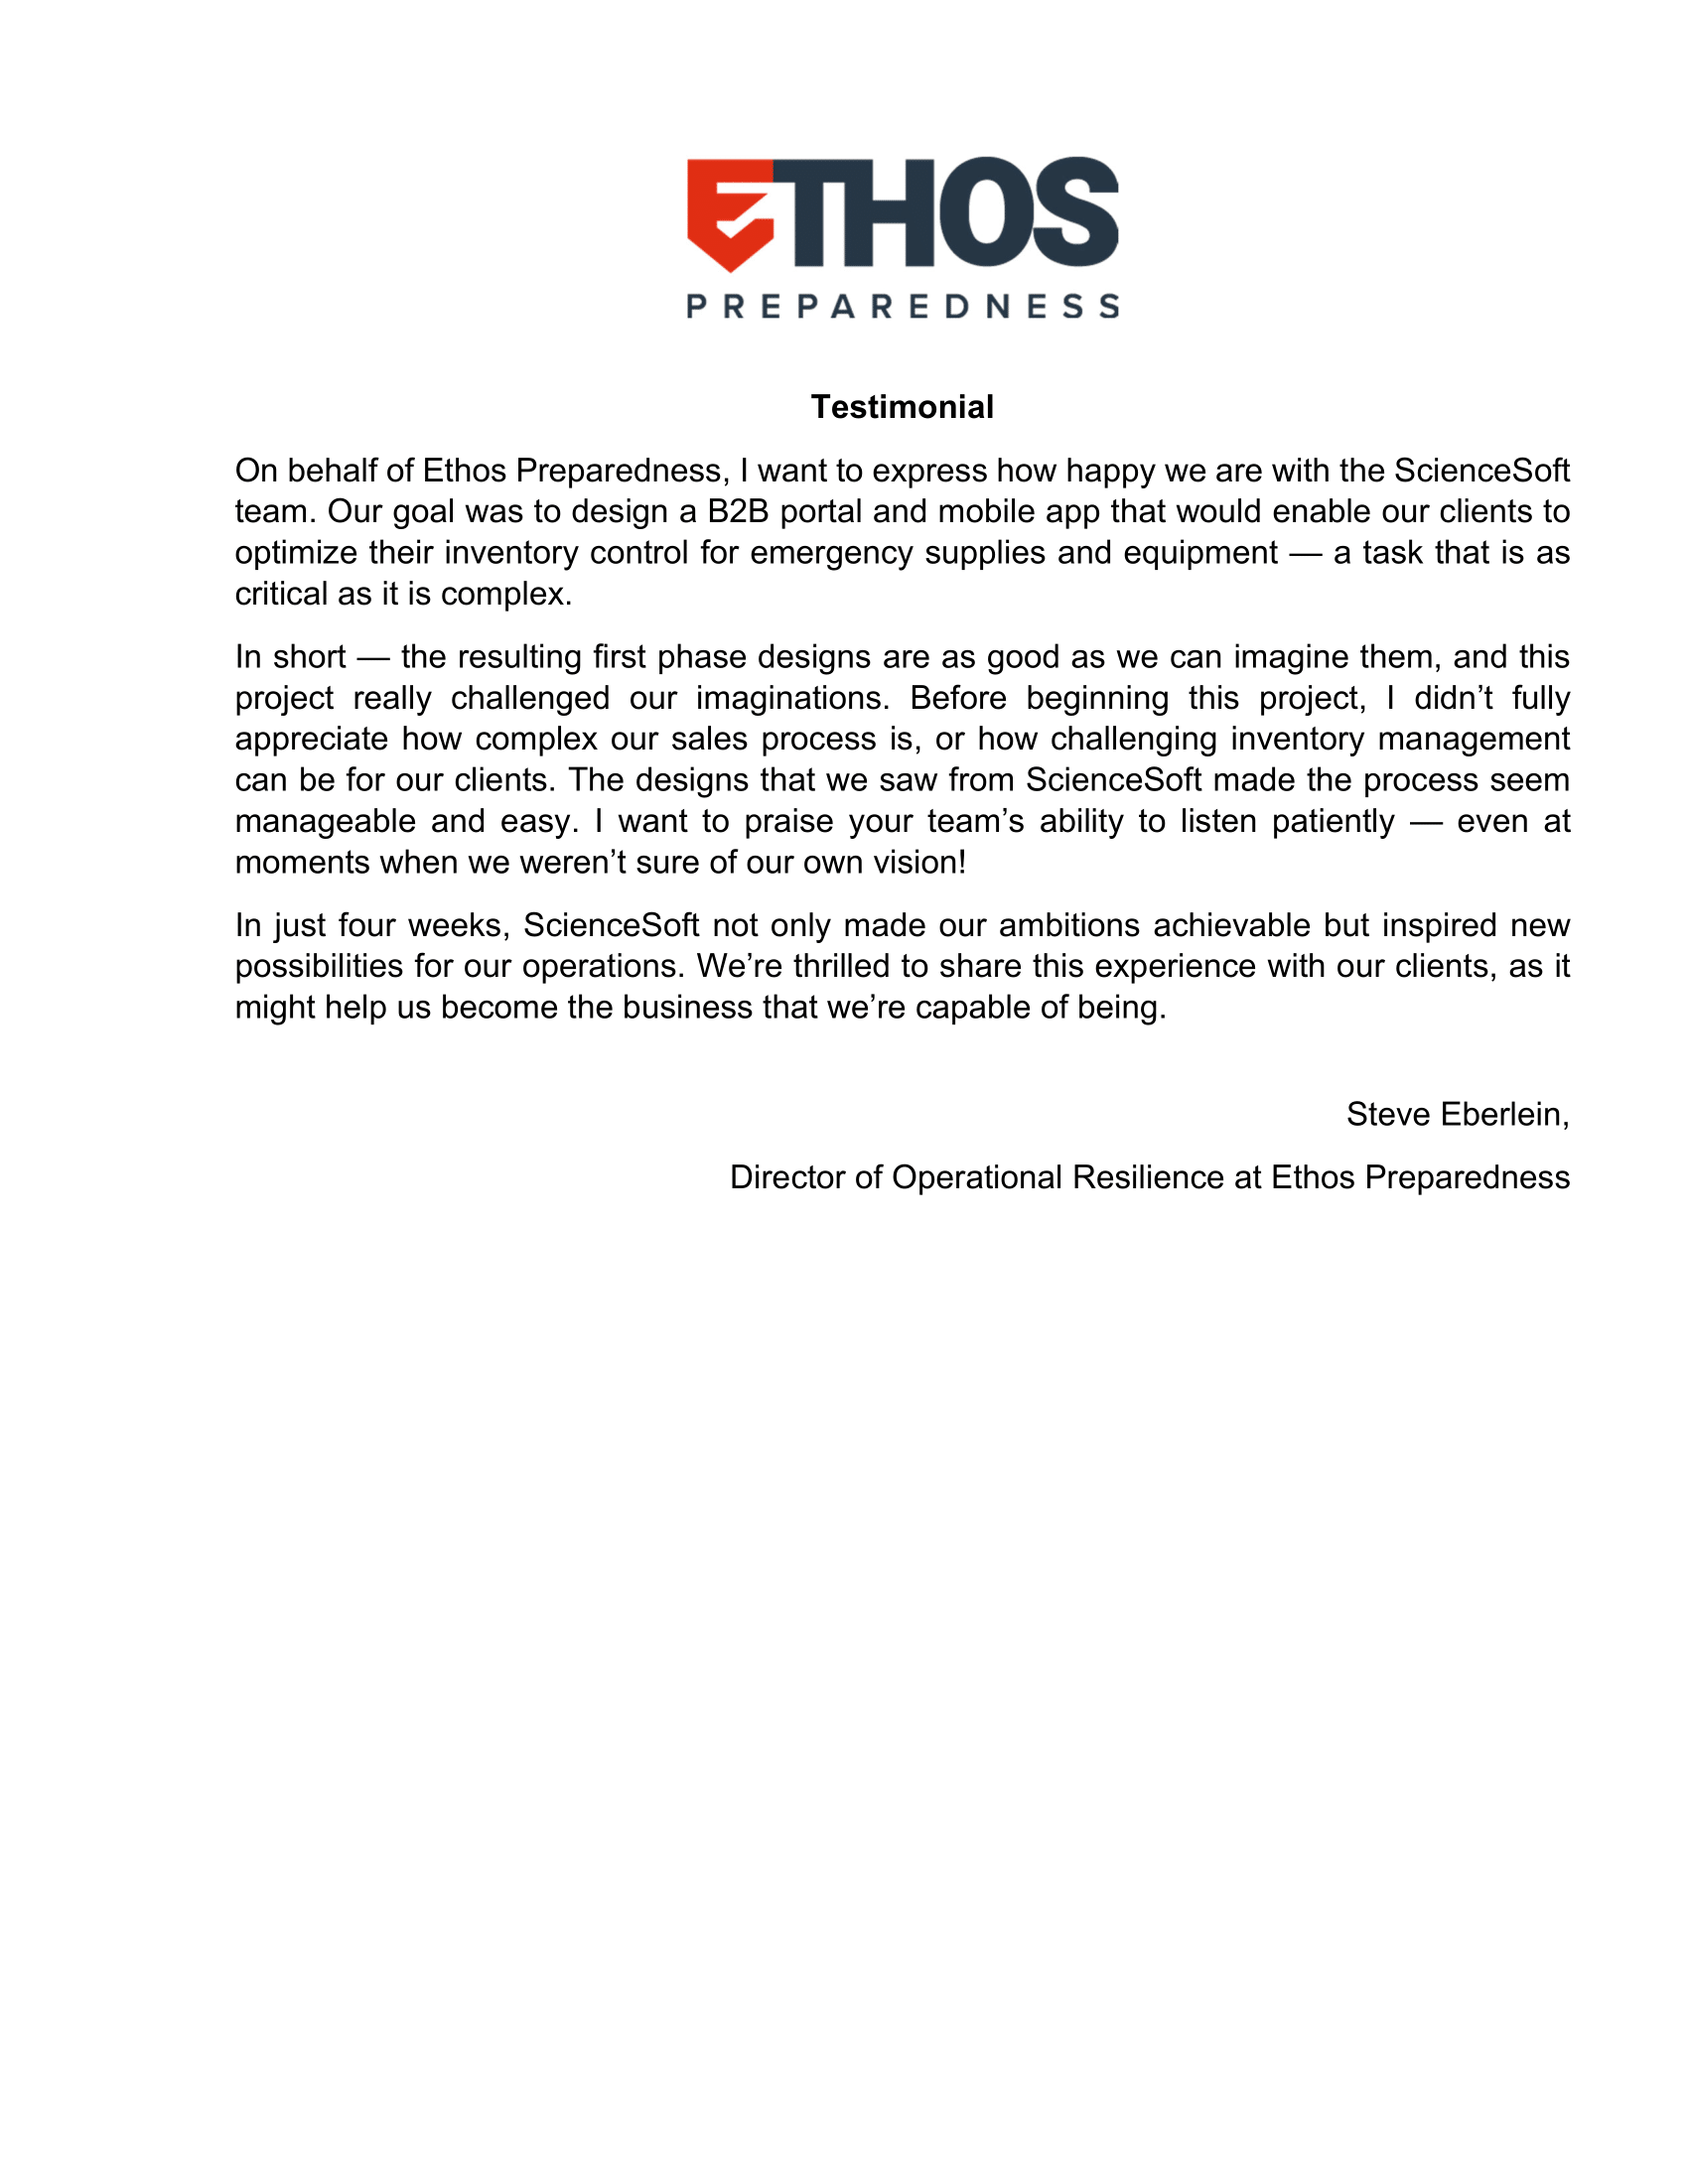 ETHOS
PREPAREDNESS
Testimonial
On behalf of Ethos Preparedness, I want to express how happy we are with the ScienceSoft
team. Our goal was to design a B2B portal and mobile app that would enable our clients to
optimize their inventory control for emergency supplies and equipment — a task that is as
critical as it is complex.
In short — the resulting first phase designs are as good as we can imagine them, and this
project really challenged our imaginations. Before beginning this project, I didn’t fully
appreciate how complex our sales process is, or how challenging inventory management
can be for our clients. The designs that we saw from ScienceSoft made the process seem
manageable and easy. I want to praise your team’s ability to listen patiently — even at
moments when we weren’t sure of our own vision!
In just four weeks, ScienceSoft not only made our ambitions achievable but inspired new
possibilities for our operations. We’re thrilled to share this experience with our clients, as it
might help us become the business that we’re capable of being.
Steve Eberlein,
Director of Operational Resilience at Ethos Preparedness